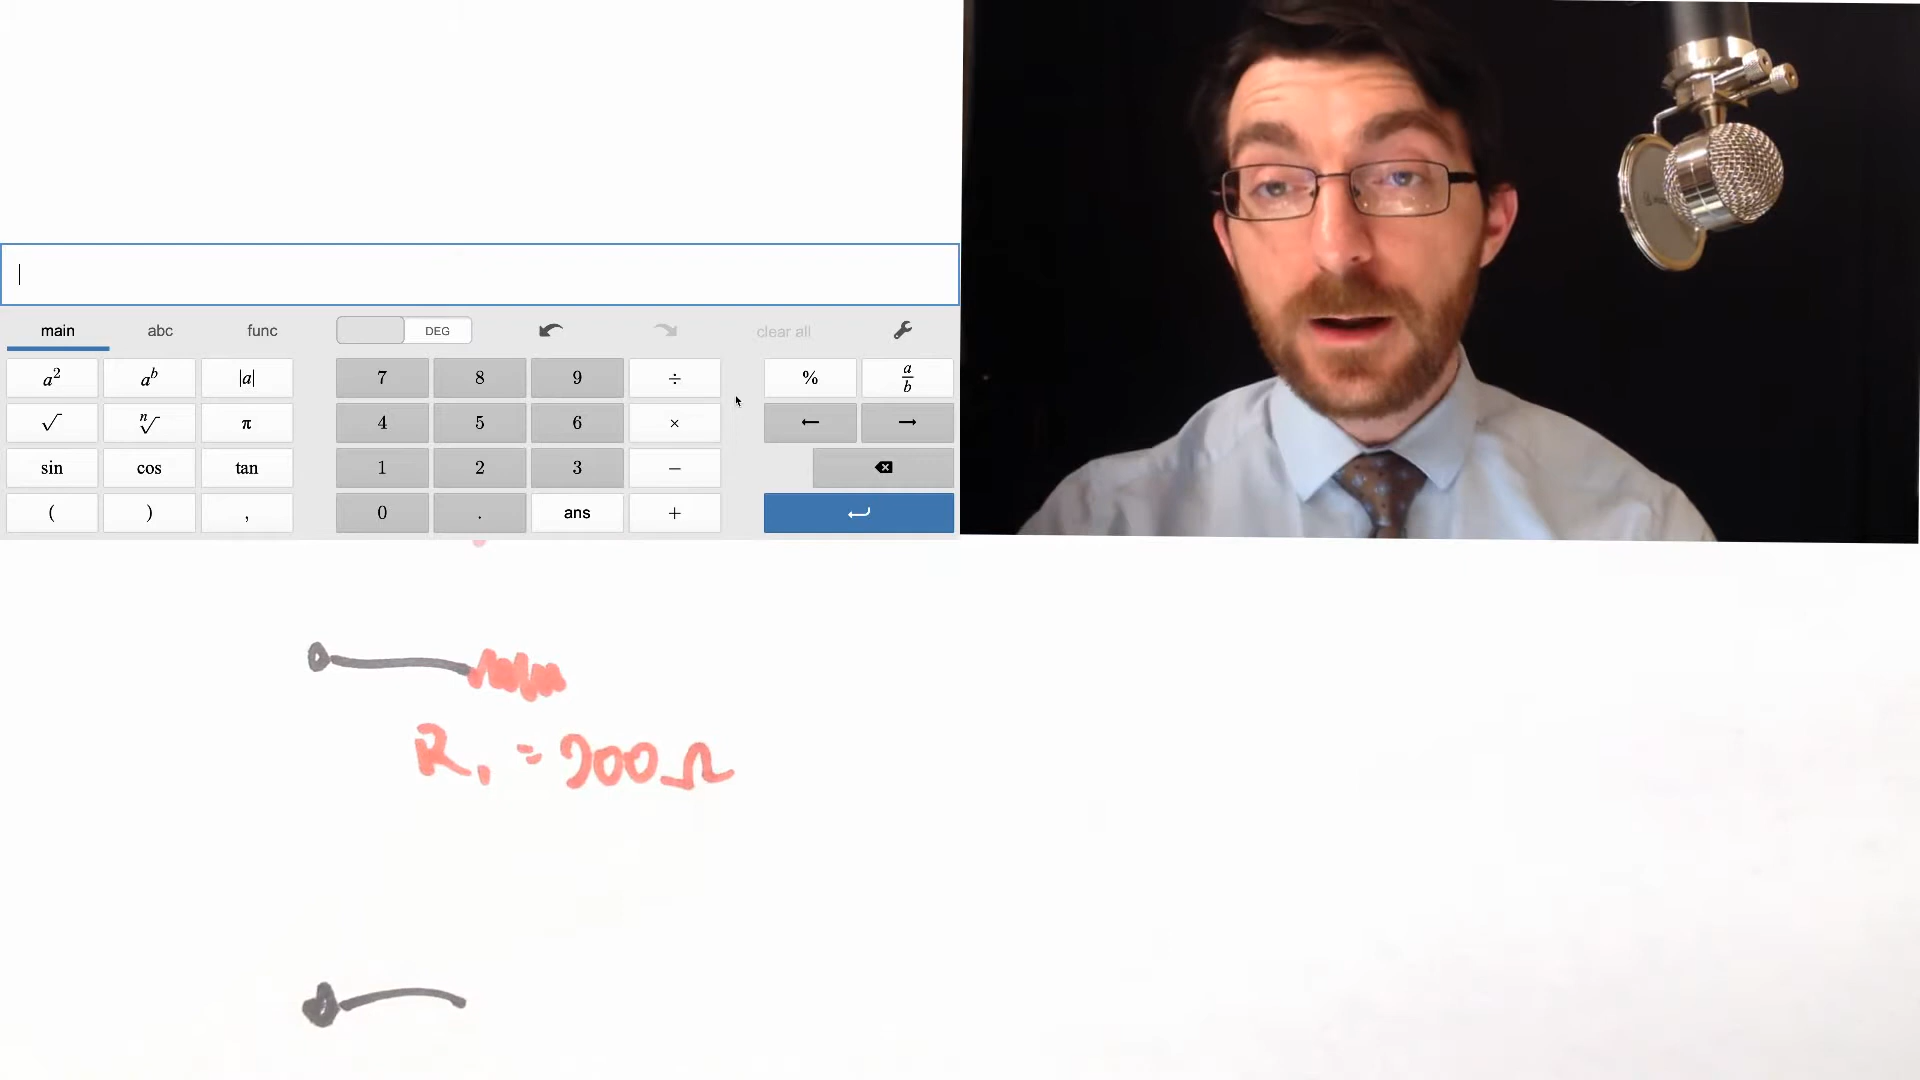 main abc func DEG clear all
a² aᵇ |a| 7 8 9 ÷ % a/b
√ ⁿ√ π 4 5 6 × ← →
sin cos tan 1 2 3 −
( ) , 0 . ans +
R₁ = 900 Ω